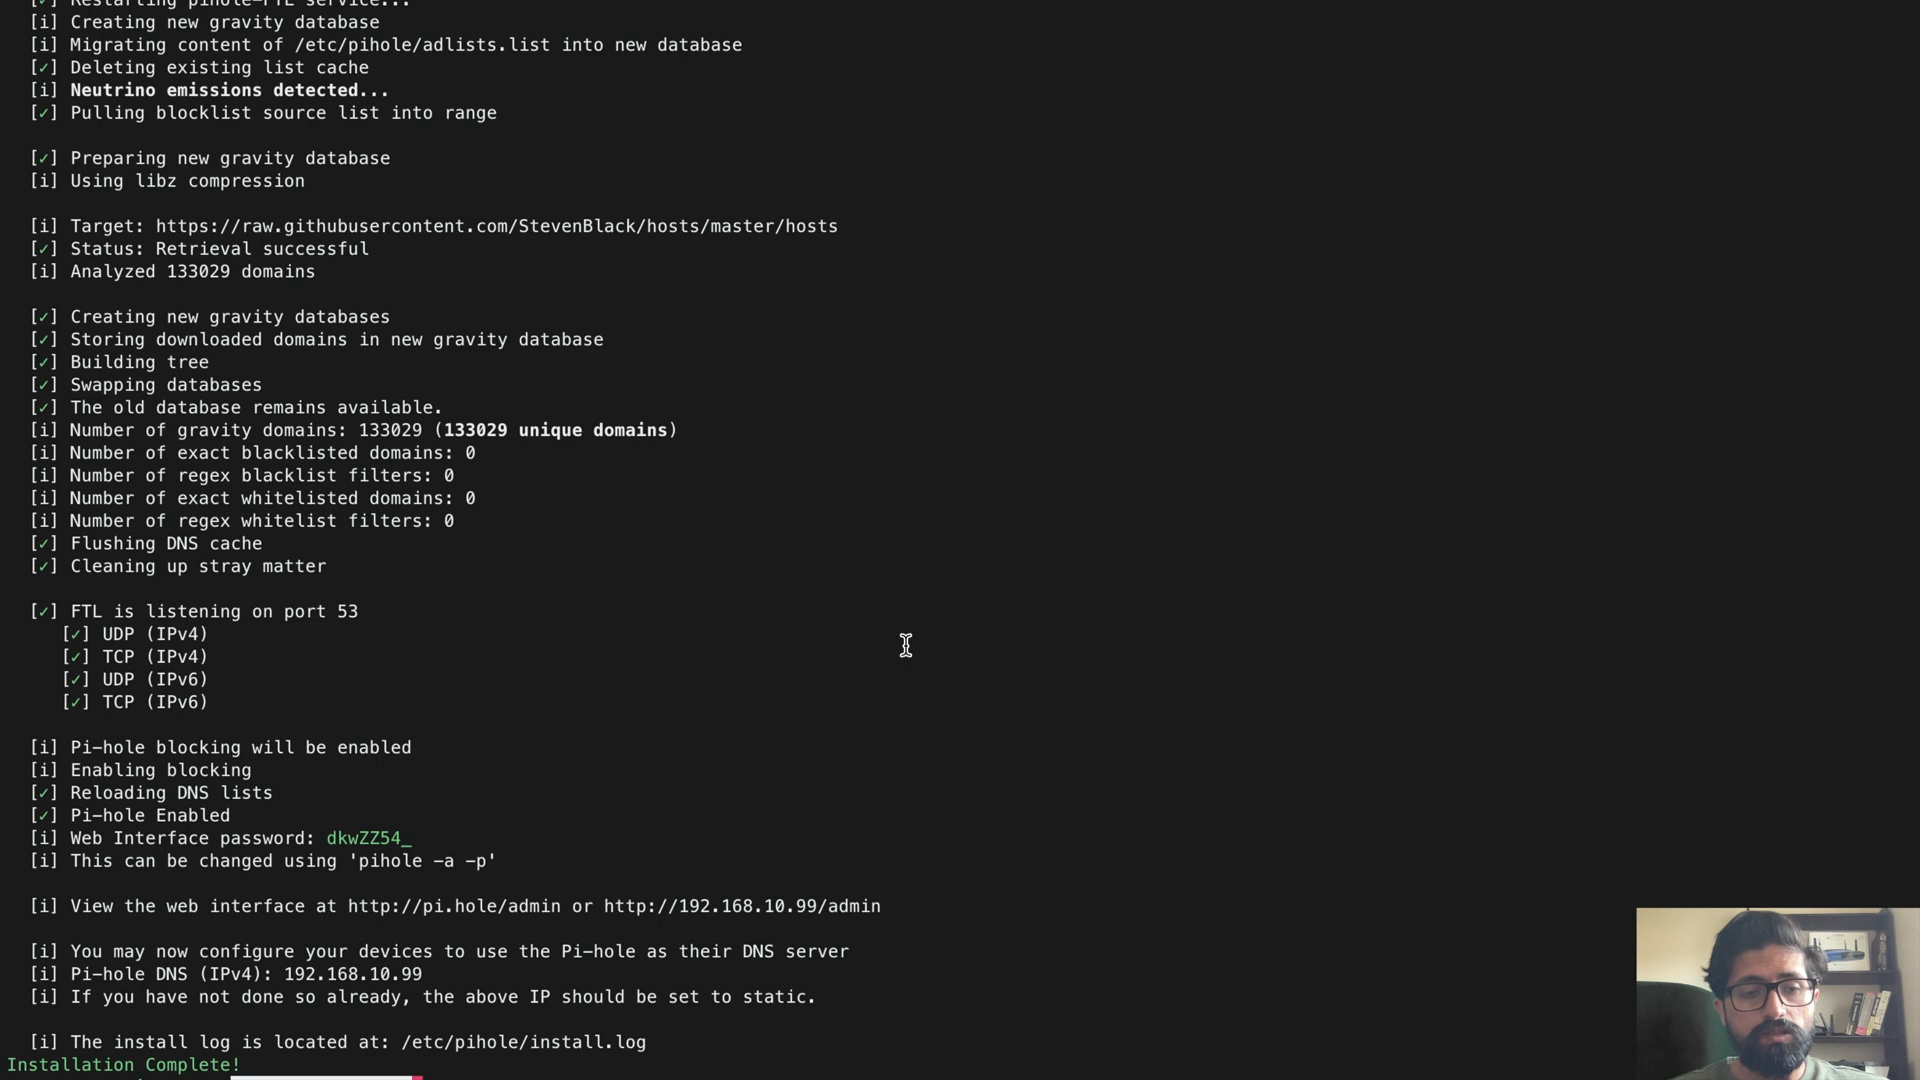 [✓] Restarting pihole-FTL service...
[i] Creating new gravity database
[i] Migrating content of /etc/pihole/adlists.list into new database
[✓] Deleting existing list cache
[i] Neutrino emissions detected...
[✓] Pulling blocklist source list into range
[✓] Preparing new gravity database
[i] Using libz compression
[i] Target: https://raw.githubusercontent.com/StevenBlack/hosts/master/hosts
[✓] Status: Retrieval successful
[i] Analyzed 133029 domains
[✓] Creating new gravity databases
[✓] Storing downloaded domains in new gravity database
[✓] Building tree
[✓] Swapping databases
[✓] The old database remains available.
[i] Number of gravity domains: 133029 (133029 unique domains)
[i] Number of exact blacklisted domains: 0
[i] Number of regex blacklist filters: 0
[i] Number of exact whitelisted domains: 0
[i] Number of regex whitelist filters: 0
[✓] Flushing DNS cache
[✓] Cleaning up stray matter
[✓] FTL is listening on port 53
[✓] UDP (IPv4)
[✓] TCP (IPv4)
[✓] UDP (IPv6)
[✓] TCP (IPv6)
[i] Pi-hole blocking will be enabled
[i] Enabling blocking
[✓] Reloading DNS lists
[✓] Pi-hole Enabled
[i] Web Interface password: dkwZZ54_
[i] This can be changed using 'pihole -a -p'
[i] View the web interface at http://pi.hole/admin or http://192.168.10.99/admin
[i] You may now configure your devices to use the Pi-hole as their DNS server
[i] Pi-hole DNS (IPv4): 192.168.10.99
[i] If you have not done so already, the above IP should be set to static.
[i] The install log is located at: /etc/pihole/install.log
Installation Complete!